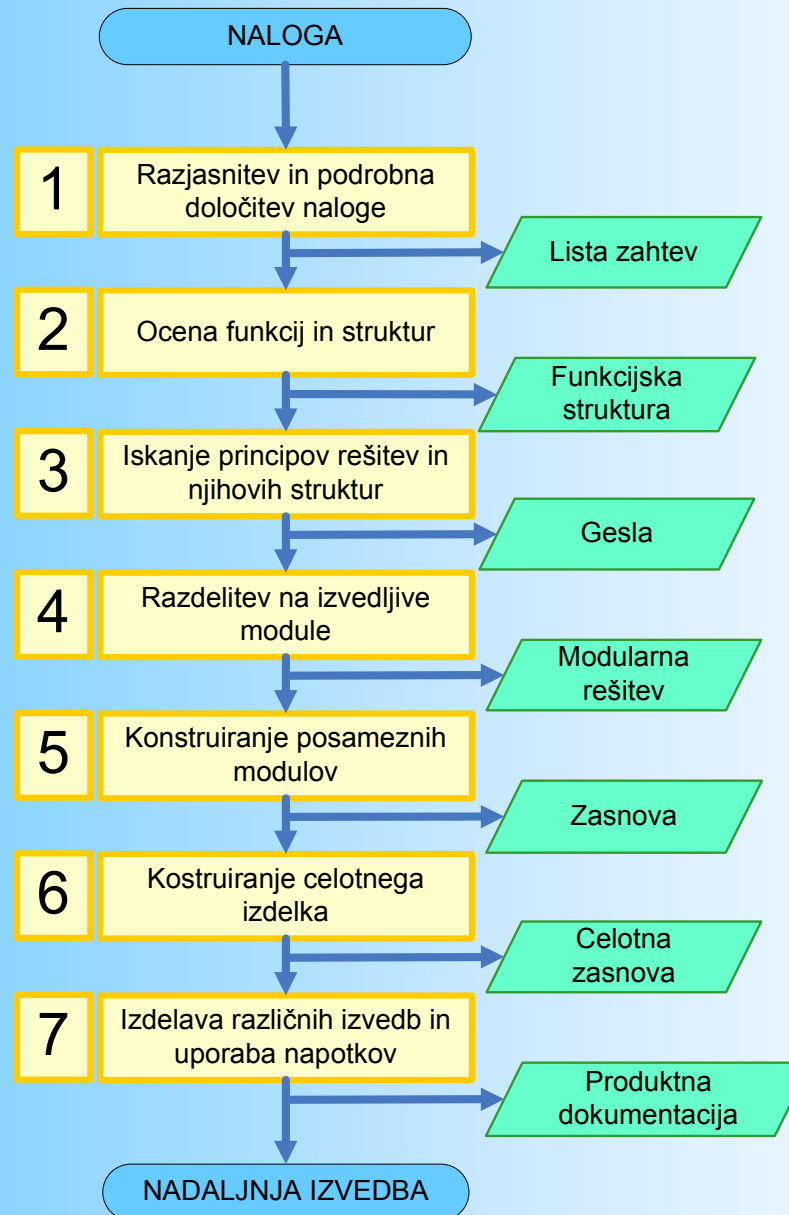 NALOGA
1
Razjasnitev in podrobna
določitev naloge
Lista zahtev
2
Ocena funkcij in struktur
Funkcijska
struktura
3
Iskanje principov rešitev in
njihovih struktur
Gesla
4
Razdelitev na izvedljive
module
Modularna
rešitev
5
Konstruiranje posameznih
modulov
Zasnova
6
Kostruiranje celotnega
izdelka
Celotna
zasnova
7
Izdelava različnih izvedb in
uporaba napotkov
Produktna
dokumentacija
NADALJNJA IZVEDBA